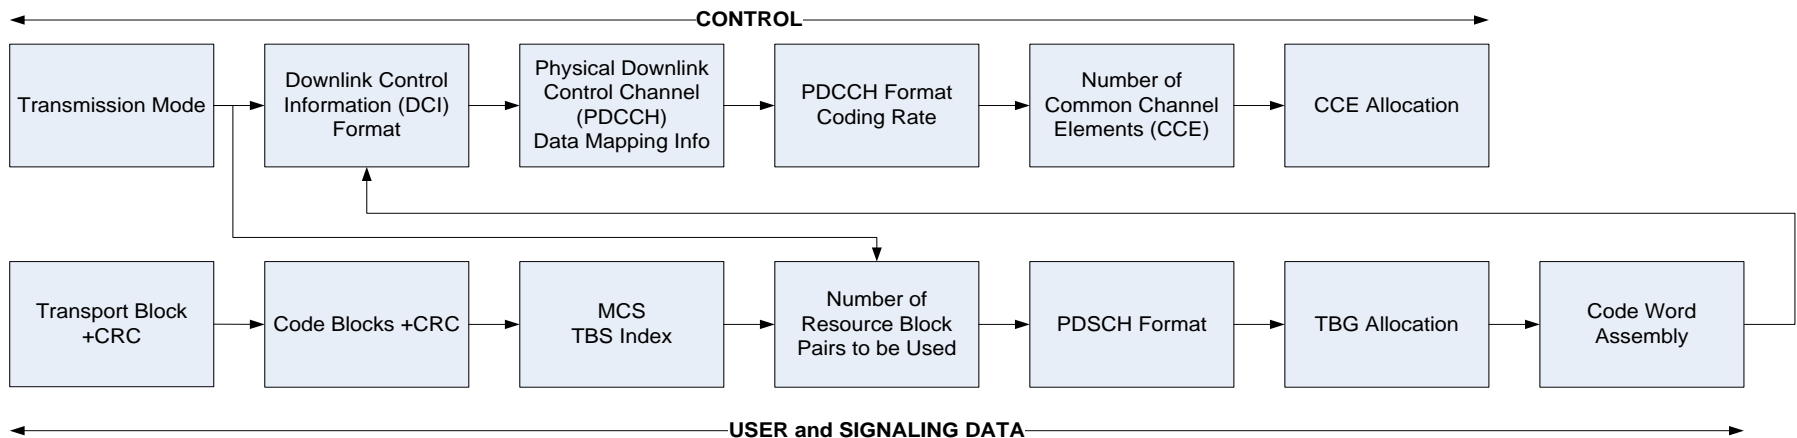 CONTROL
Transmission Mode
Downlink Control
Information (DCI)
Format
Physical Downlink
Control Channel
(PDCCH)
Data Mapping Info
PDCCH Format
Coding Rate
Number of
Common Channel
Elements (CCE)
CCE Allocation
Transport Block
+CRC
Code Blocks +CRC
MCS
TBS Index
Number of
Resource Block
Pairs to be Used
PDSCH Format
TBG Allocation
Code Word
Assembly
USER and SIGNALING DATA